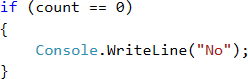 if (count == 0)
{
    Console.WriteLine("No");
}